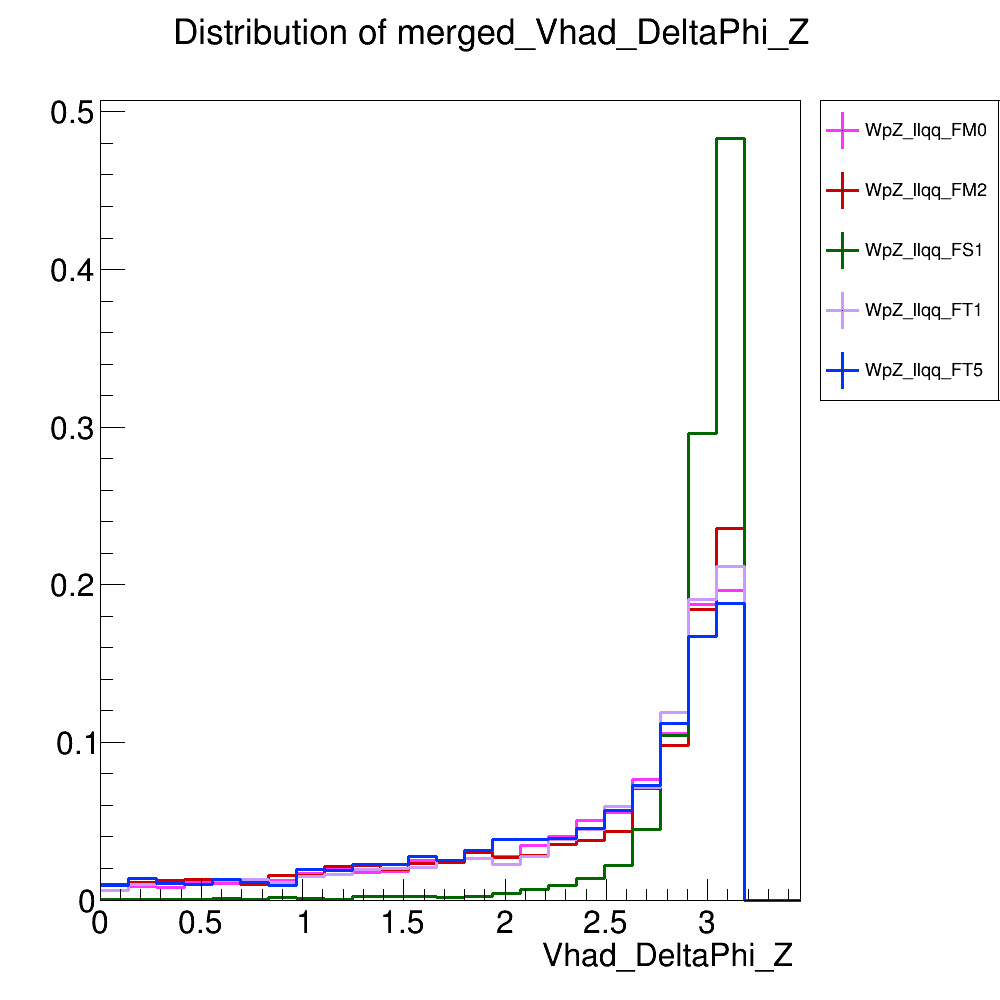 Distribution of merged_Vhad_DeltaPhi_Z
0.5
0.4
0.3
0.2
0.1
0
0 0.5 1 1.5 2 2.5 3
Vhad_DeltaPhi_Z
WpZ_llqq_FM0
WpZ_llqq_FM2
WpZ_llqq_FS1
WpZ_llqq_FT1
WpZ_llqq_FT5